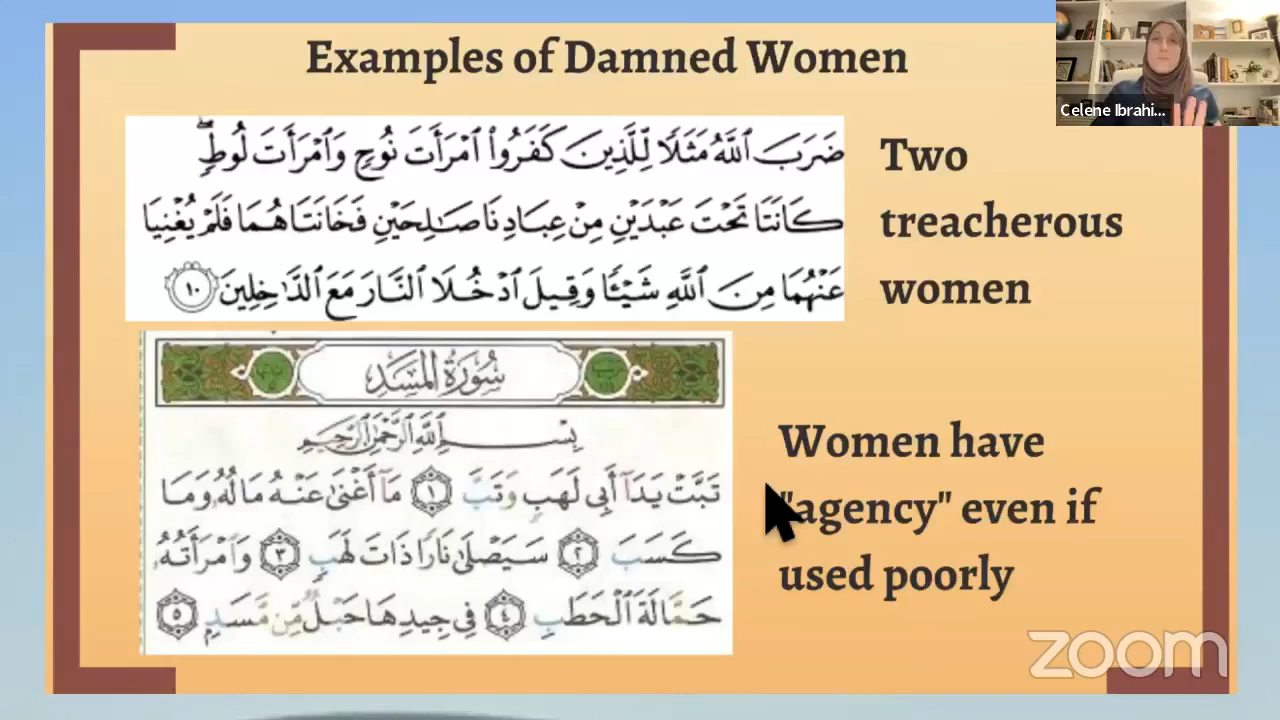 Examples of Damned Women
Celene Ibrahi...
ضَرَبَ ٱللَّهُ مَثَلًا لِّلَّذِينَ كَفَرُوا۟ ٱمْرَأَتَ نُوحٍ وَٱمْرَأَتَ لُوطٍ ۖ
كَانَتَا تَحْتَ عَبْدَيْنِ مِنْ عِبَادِنَا صَـٰلِحَيْنِ فَخَانَتَاهُمَا فَلَمْ يُغْنِيَا
عَنْهُمَا مِنَ ٱللَّهِ شَيْـًٔا وَقِيلَ ٱدْخُلَا ٱلنَّارَ مَعَ ٱلدَّٰخِلِينَ ١٠
Two
treacherous
women
سُورَةُ المَسَدِ
بِسْمِ ٱللَّهِ ٱلرَّحْمَـٰنِ ٱلرَّحِيمِ
تَبَّتْ يَدَآ أَبِى لَهَبٍ وَتَبَّ ١ مَآ أَغْنَىٰ عَنْهُ مَالُهُۥ وَمَا
كَسَبَ ٢ سَيَصْلَىٰ نَارًا ذَاتَ لَهَبٍ ٣ وَٱمْرَأَتُهُۥ
حَمَّالَةَ ٱلْحَطَبِ ٤ فِى جِيدِهَا حَبْلٌ مِّن مَّسَدٍۭ ٥
Women have
"agency" even if
used poorly
zoom